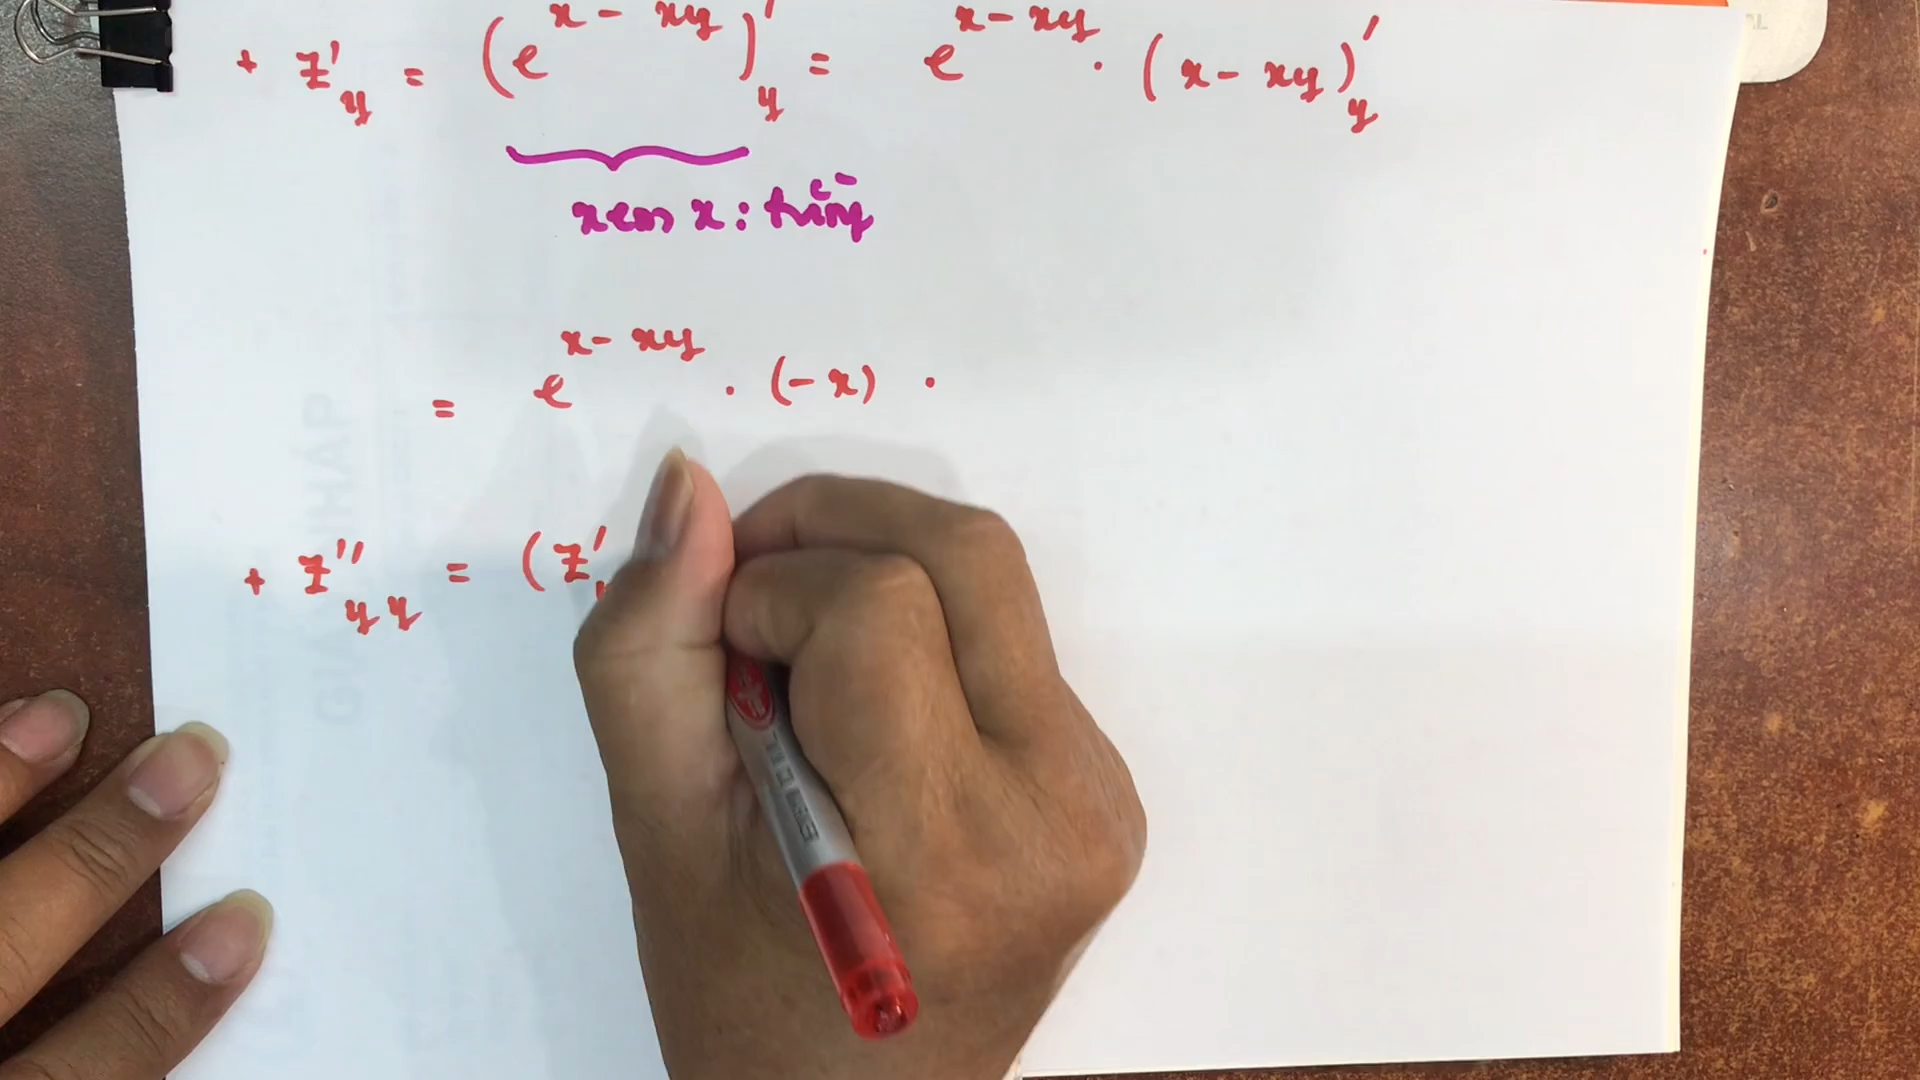 + z'y = (e^{x - xy})'y = e^{x - xy} . (x - xy)'y
xem x : hằng
= e^{x - xy} . (-x) .
+ z''yy = (z'